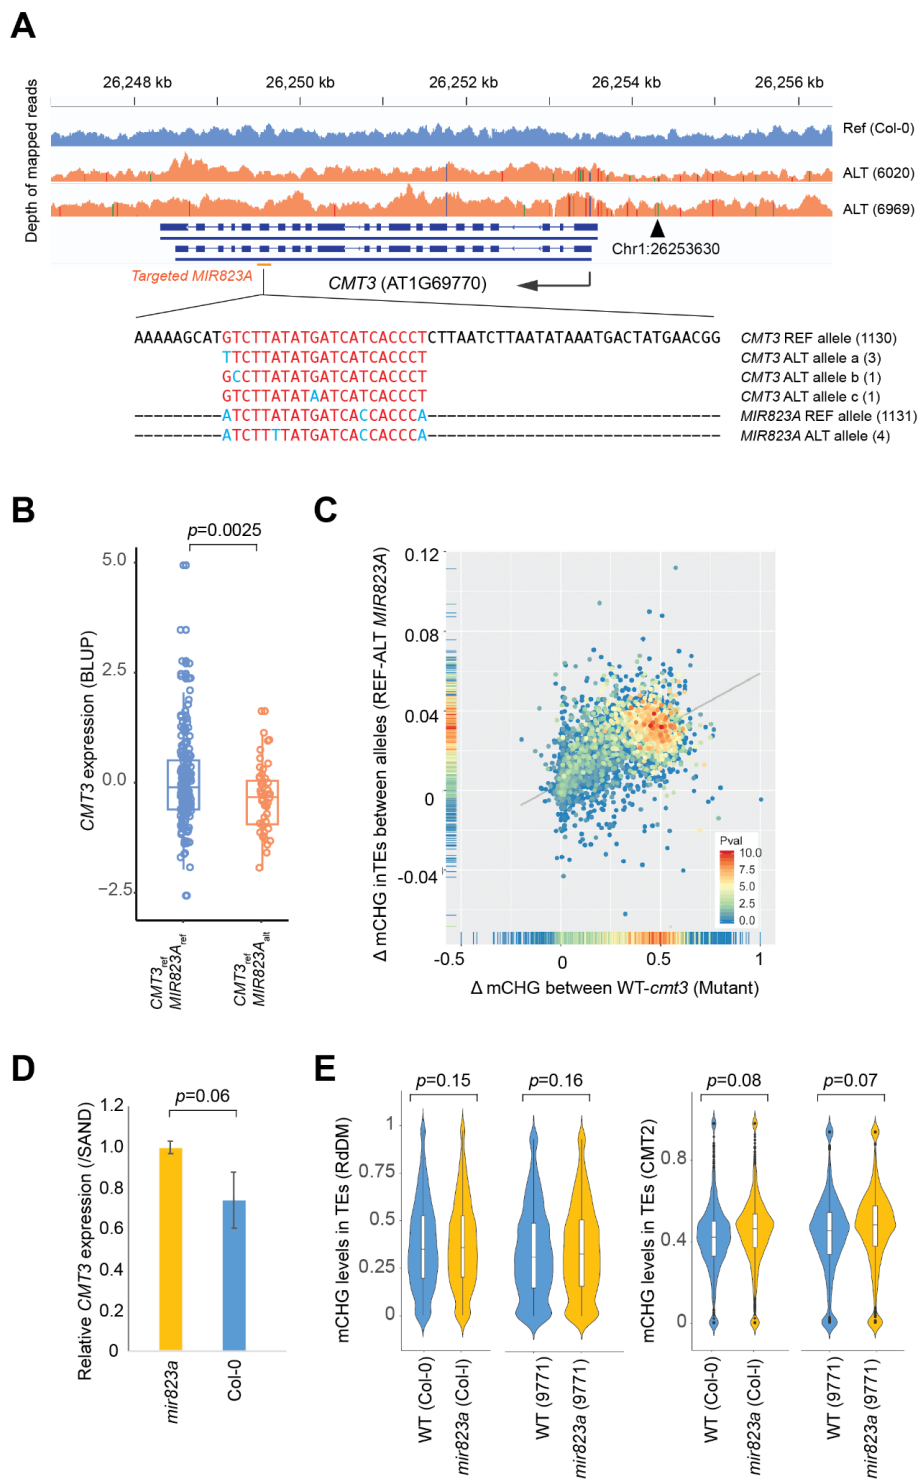 A
26,248 kb 26,250 kb 26,252 kb 26,254 kb 26,256 kb
Depth of mapped reads
Ref (Col-0)
ALT (6020)
ALT (6969)
Chr1:26253630
Targeted MIR823A
CMT3 (AT1G69770)
AAAAAGCATGTCTTATATGATCATCACCCTCTTAATCTTAATATAAATGACTATGAACGG CMT3 REF allele (1130)
TTCTTATATGATCATCACCCT CMT3 ALT allele a (3)
GCCTTATATGATCATCACCCT CMT3 ALT allele b (1)
GTCTTATATAATCATCACCCT CMT3 ALT allele c (1)
ATCTTATATGATCACCACCCA MIR823A REF allele (1131)
ATCTTTTATGATCACCACCCA MIR823A ALT allele (4)
B
p=0.0025
CMT3 expression (BLUP)
5.0
2.5
0.0
−2.5
CMT3ref
MIR823Aref
CMT3ref
MIR823Aalt
C
Δ mCHG inTEs between alleles (REF-ALT MIR823A)
0.12
0.08
0.04
0
-0.04
Pval
10.0
7.5
5.0
2.5
0.0
-0.5 0 0.5 1
Δ mCHG between WT-cmt3 (Mutant)
D
p=0.06
Relative CMT3 expression (/SAND)
1.2
1.0
0.8
0.6
0.4
0.2
0
mir823a
Col-0
E
p=0.15 p=0.16
mCHG levels in TEs (RdDM)
1
0.75
0.5
0.25
0
WT (Col-0)
mir823a (Col-I)
WT (9771)
mir823a (9771)
p=0.08 p=0.07
mCHG levels in TEs (CMT2)
0.8
0.4
0
WT (Col-0)
mir823a (Col-I)
WT (9771)
mir823a (9771)